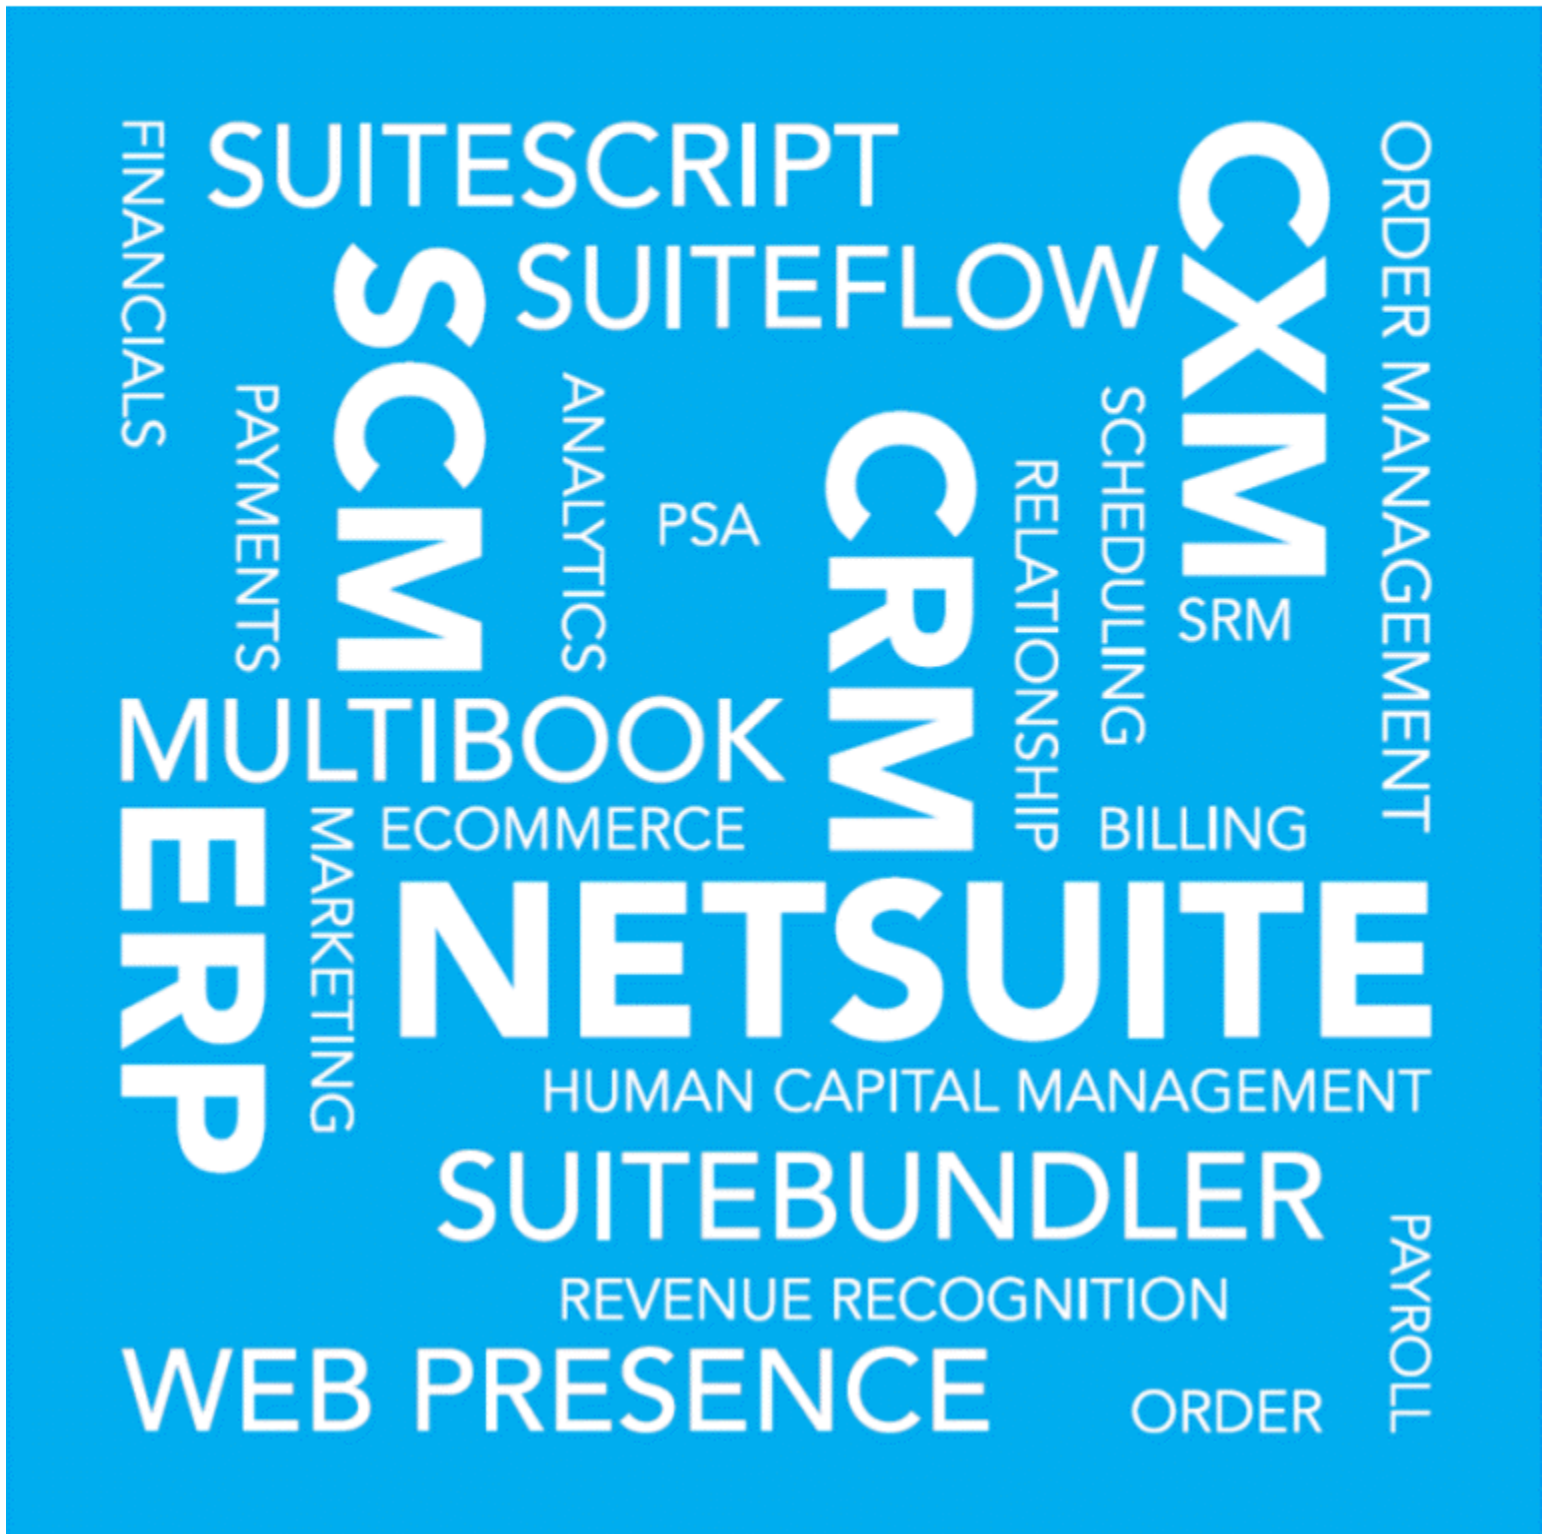 FINANCIALS
SUITESCRIPT
CXM
ORDER MANAGEMENT
SCM
SUITEFLOW
PAYMENTS
ANALYTICS
PSA
CRM
RELATIONSHIP
SCHEDULING
SRM
MULTIBOOK
ERP
MARKETING
ECOMMERCE
BILLING
NETSUITE
HUMAN CAPITAL MANAGEMENT
SUITEBUNDLER
PAYROLL
REVENUE RECOGNITION
WEB PRESENCE
ORDER